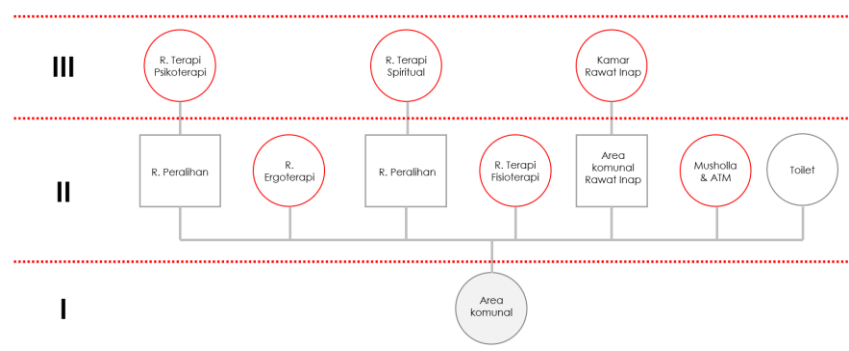 III
R. Terapi
Psikoterapi
R. Terapi
Spiritual
Kamar
Rawat Inap
II
R. Peralihan
R.
Ergoterapi
R. Peralihan
R. Terapi
Fisioterapi
Area
komunal
Rawat Inap
Musholla
& ATM
Toilet
I
Area
komunal